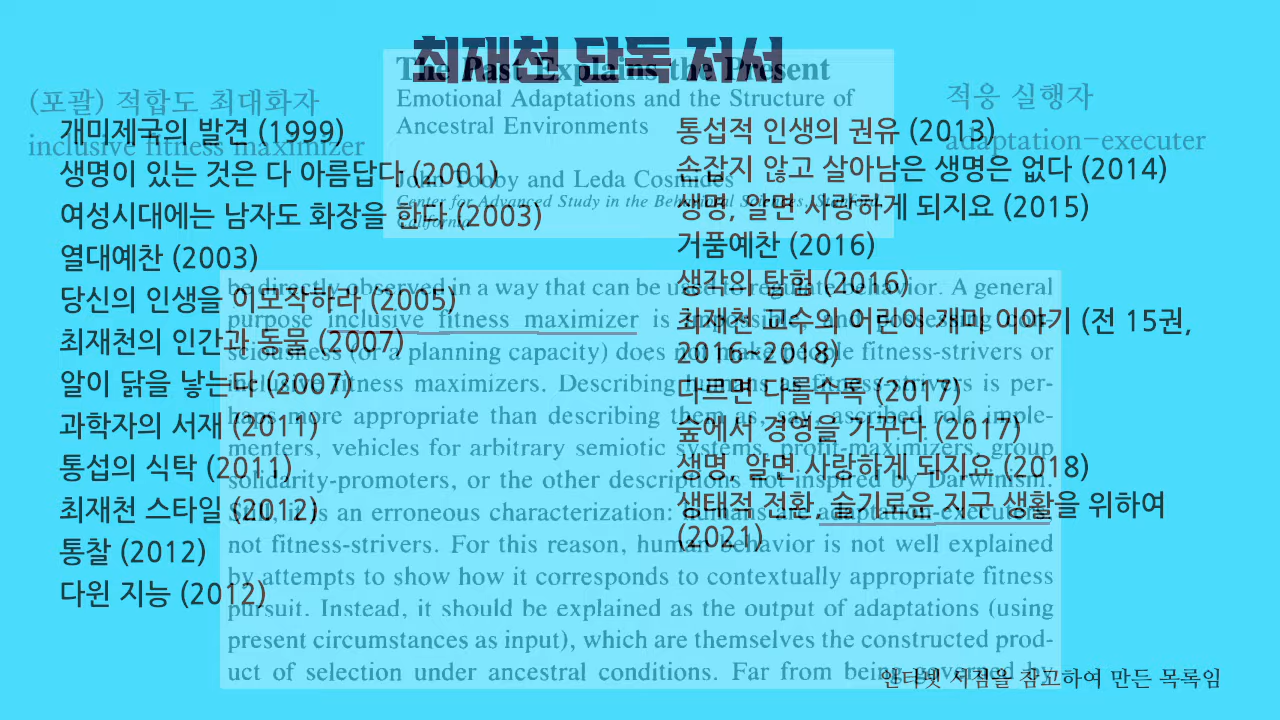 최재천 단독 저서
The Past Explains the Present
Emotional Adaptations and the Structure of
Ancestral Environments
John Tooby and Leda Cosmides
Center for Advanced Study in the Behavioral Sciences, Stanford,
California
(포괄) 적합도 최대화자
inclusive fitness maximizer
적응 실행자
adaptation-executer
개미제국의 발견 (1999)
생명이 있는 것은 다 아름답다 (2001)
여성시대에는 남자도 화장을 한다 (2003)
열대예찬 (2003)
당신의 인생을 이모작하라 (2005)
최재천의 인간과 동물 (2007)
알이 닭을 낳는다 (2007)
과학자의 서재 (2011)
통섭의 식탁 (2011)
최재천 스타일 (2012)
통찰 (2012)
다윈 지능 (2012)
통섭적 인생의 권유 (2013)
손잡지 않고 살아남은 생명은 없다 (2014)
생명, 알면 사랑하게 되지요 (2015)
거품예찬 (2016)
생각의 탐험 (2016)
최재천 교수의 어린이 개미 이야기 (전 15권,
2016~2018)
다르면 다를수록 (2017)
숲에서 경영을 가꾸다 (2017)
생명, 알면 사랑하게 되지요 (2018)
생태적 전환, 슬기로운 지구 생활을 위하여
(2021)
be directly observed in a way that can be used to regulate behavior. A general
purpose inclusive fitness maximizer is impossible, and possessing con-
sciousness (or a planning capacity) does not make people fitness-strivers or
inclusive fitness maximizers. Describing humans as fitness-strivers is per-
haps more appropriate than describing them as, say, ascribed role imple-
menters, vehicles for arbitrary semiotic systems, profit-maximizers, group
solidarity-promoters, or the other descriptions not inspired by Darwinism.
Still, it is an erroneous characterization: humans are adaptation-executers,
not fitness-strivers. For this reason, human behavior is not well explained
by attempts to show how it corresponds to contextually appropriate fitness
pursuit. Instead, it should be explained as the output of adaptations (using
present circumstances as input), which are themselves the constructed prod-
uct of selection under ancestral conditions. Far from being governed by
인터넷 서점을 참고하여 만든 목록임